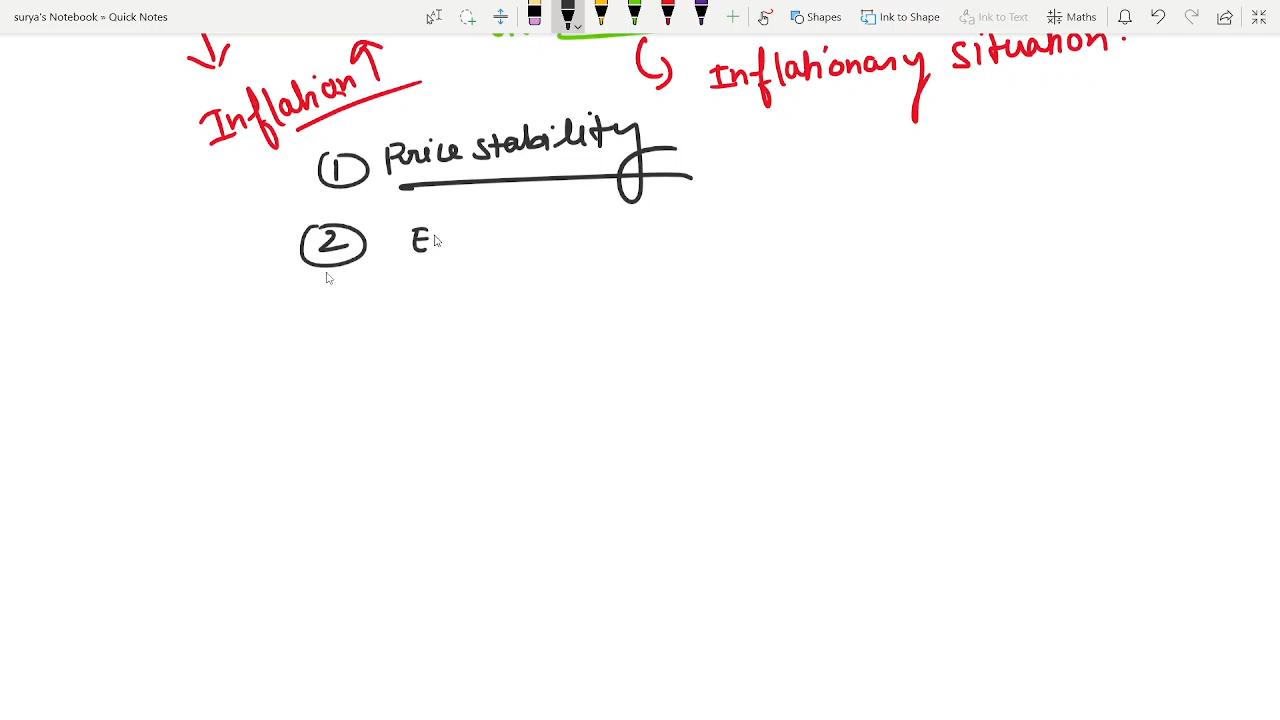 surya's Notebook » Quick Notes
Shapes
Ink to Shape
Ink to Text
Maths
Inflation
Inflationary situation.
① Price stability
② E